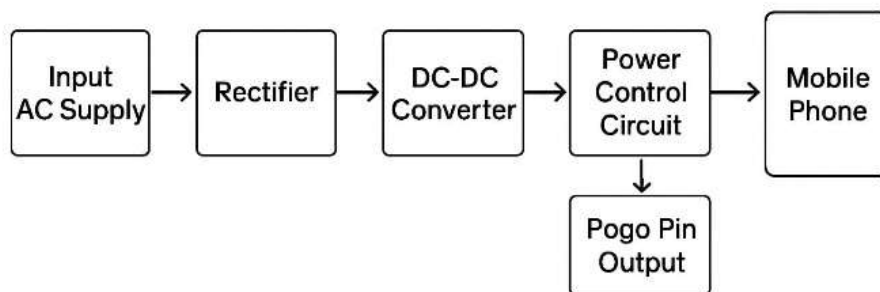 Input
AC Supply
Rectifier
DC-DC
Converter
Power
Control
Circuit
Mobile
Phone
Pogo Pin
Output